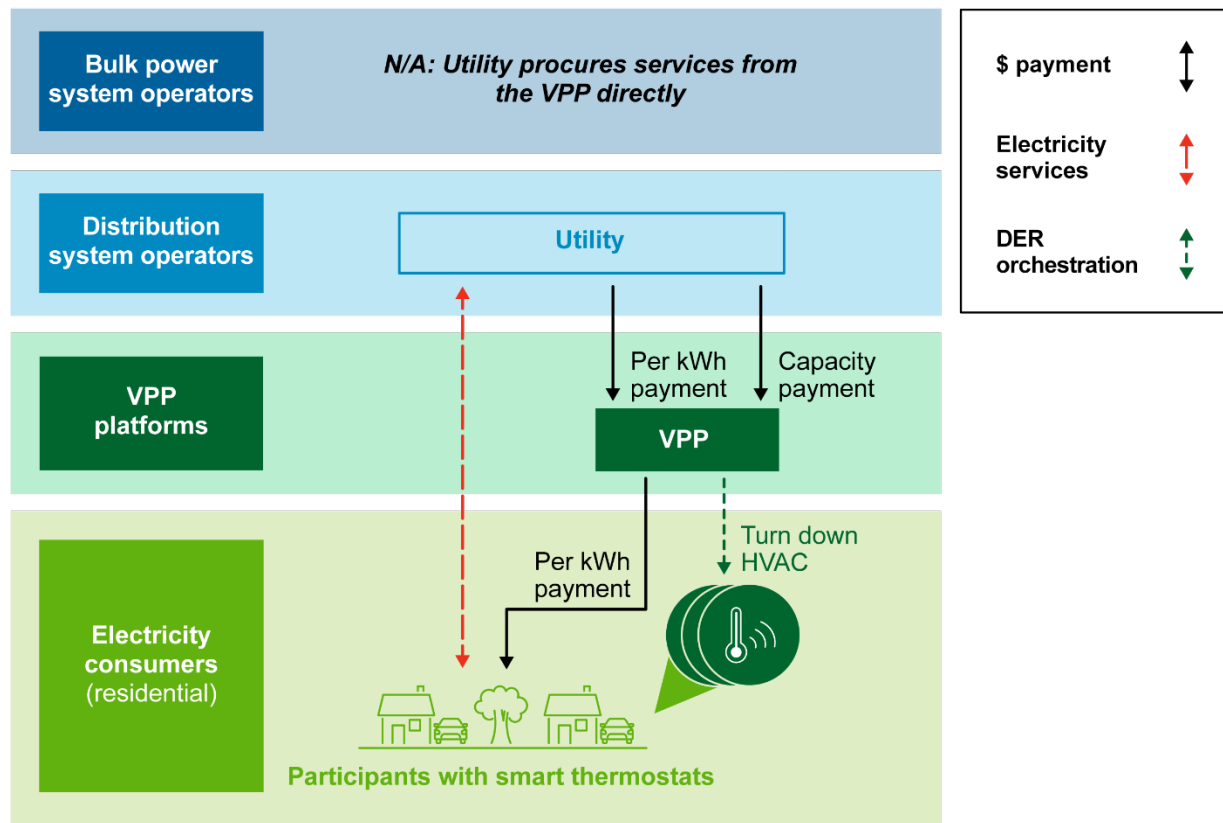 Bulk power
system operators
N/A: Utility procures services from
the VPP directly
$ payment
Electricity
services
DER
orchestration
Distribution
system operators
Utility
VPP
platforms
Per kWh
payment
Capacity
payment
VPP
Electricity
consumers
(residential)
Per kWh
payment
Turn down
HVAC
Participants with smart thermostats